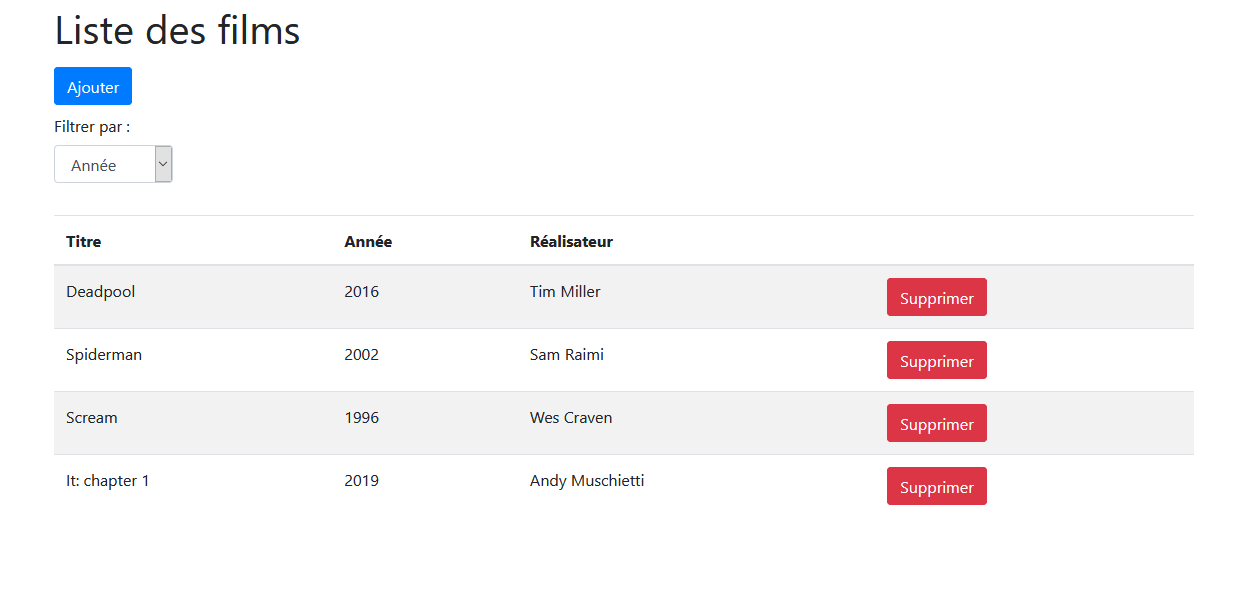 Liste des films
Ajouter
Filtrer par :
Année
Titre Année Réalisateur
Deadpool 2016 Tim Miller Supprimer
Spiderman 2002 Sam Raimi Supprimer
Scream 1996 Wes Craven Supprimer
It: chapter 1 2019 Andy Muschietti Supprimer